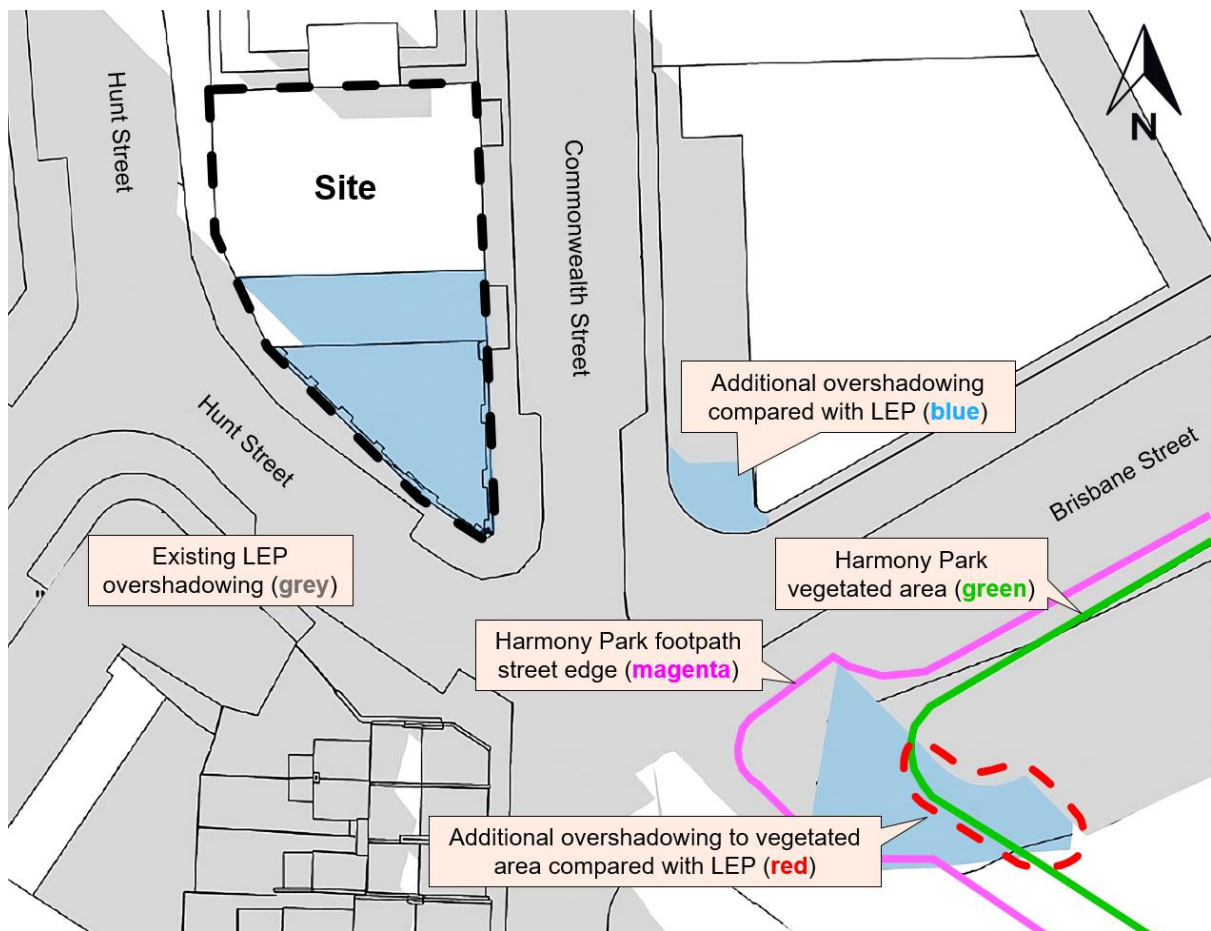 Hunt Street
N
Commonwealth Street
Site
Additional overshadowing
compared with LEP (blue)
Hunt Street
Brisbane Street
Existing LEP
overshadowing (grey)
Harmony Park
vegetated area (green)
Harmony Park footpath
street edge (magenta)
Additional overshadowing to vegetated
area compared with LEP (red)